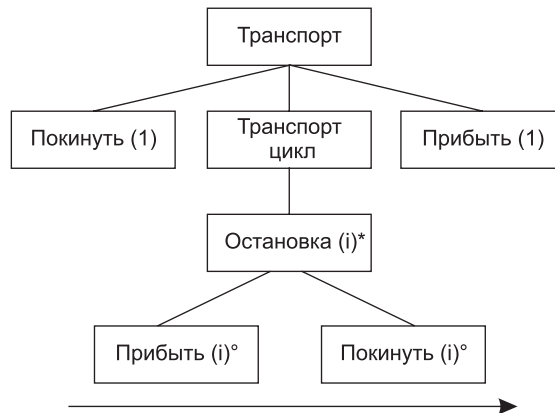 Транспорт
Покинуть (1)
Транспорт
цикл
Прибыть (1)
Остановка (i)*
Прибыть (i)°
Покинуть (i)°